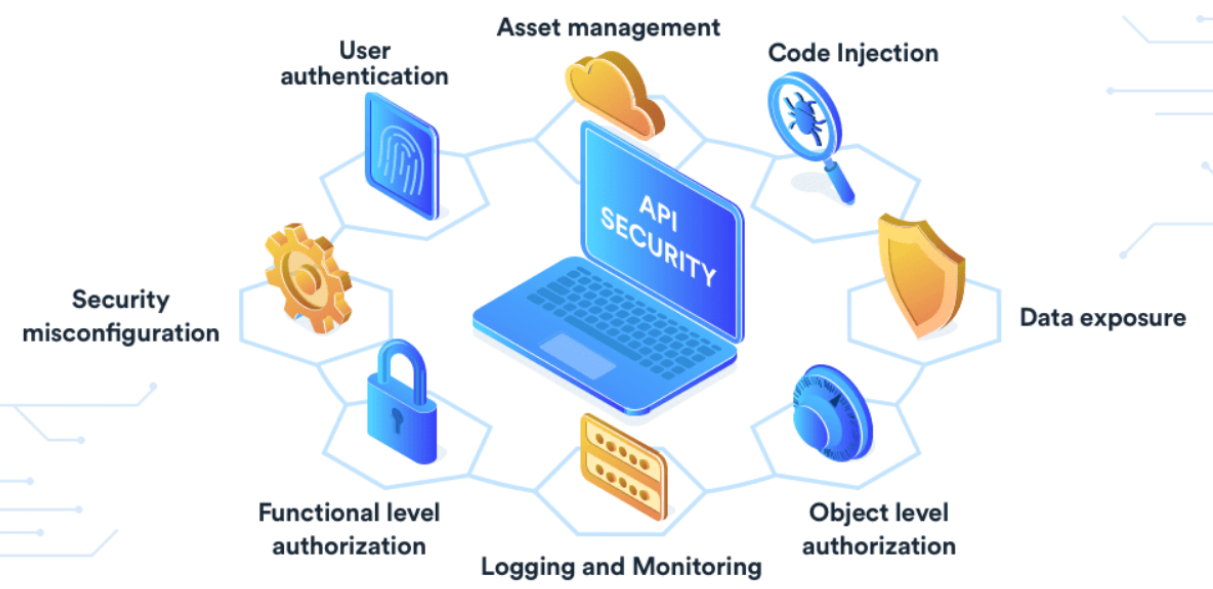 Asset management
User
authentication
Code Injection
API
SECURITY
Security
misconfiguration
Data exposure
Functional level
authorization
Object level
authorization
Logging and Monitoring